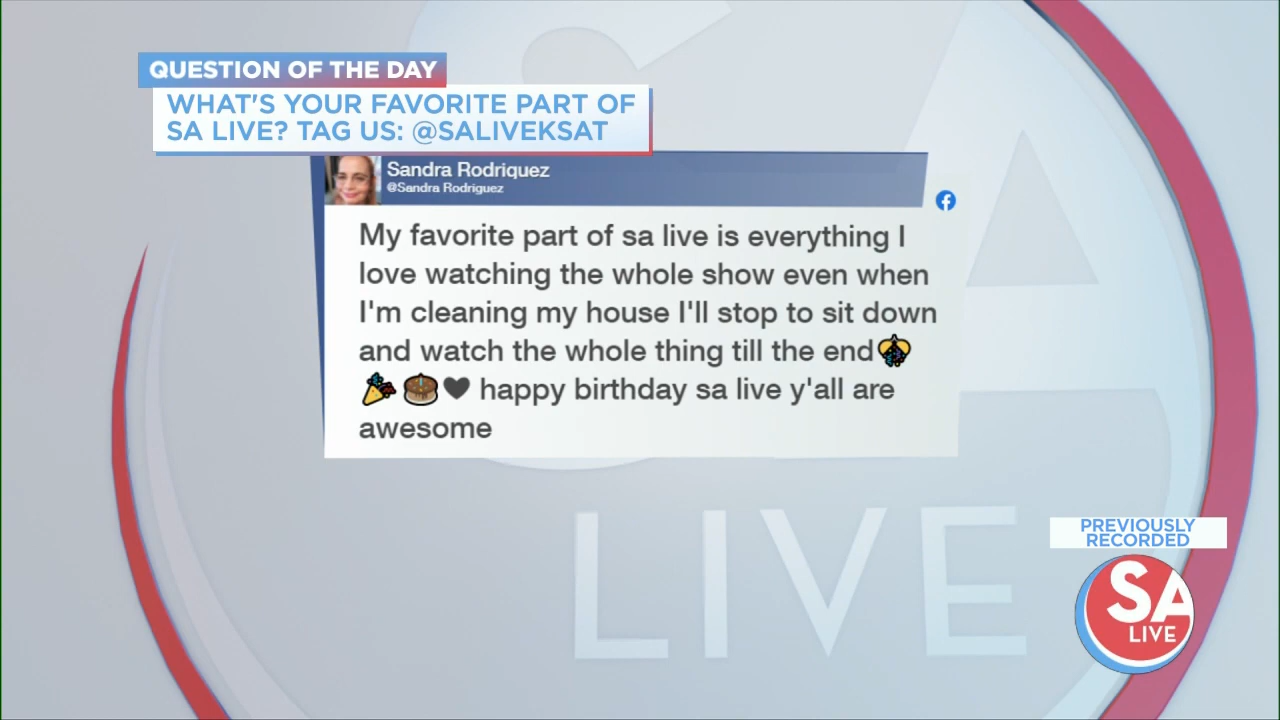 QUESTION OF THE DAY
WHAT'S YOUR FAVORITE PART OF
SA LIVE? TAG US: @SALIVEKSAT
Sandra Rodriquez
@Sandra Rodriguez
My favorite part of sa live is everything I
love watching the whole show even when
I'm cleaning my house I'll stop to sit down
and watch the whole thing till the end
🎉🎂🖤 happy birthday sa live y'all are
awesome
SA
LIVE
PREVIOUSLY
RECORDED
SA
LIVE